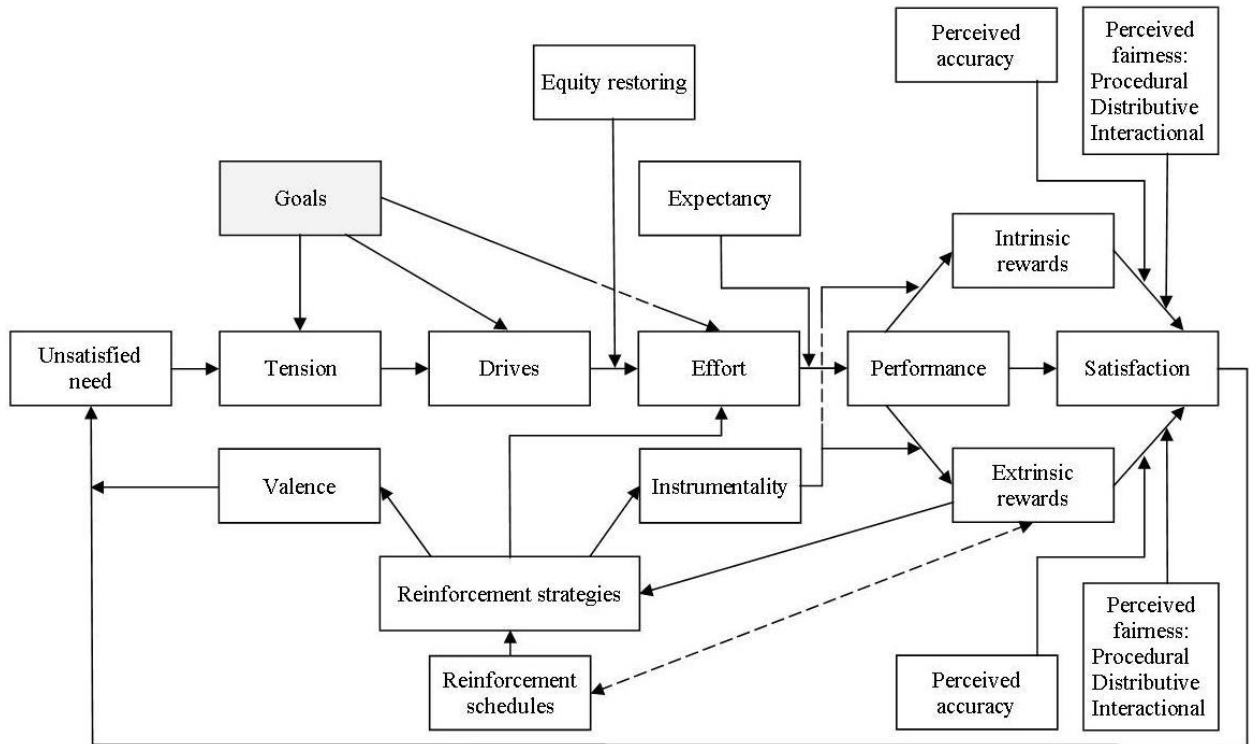 Perceived
accuracy
Perceived
fairness:
Procedural
Distributive
Interactional
Equity restoring
Goals
Expectancy
Intrinsic
rewards
Unsatisfied
need
Tension
Drives
Effort
Performance
Satisfaction
Valence
Instrumentality
Extrinsic
rewards
Reinforcement strategies
Reinforcement
schedules
Perceived
accuracy
Perceived
fairness:
Procedural
Distributive
Interactional